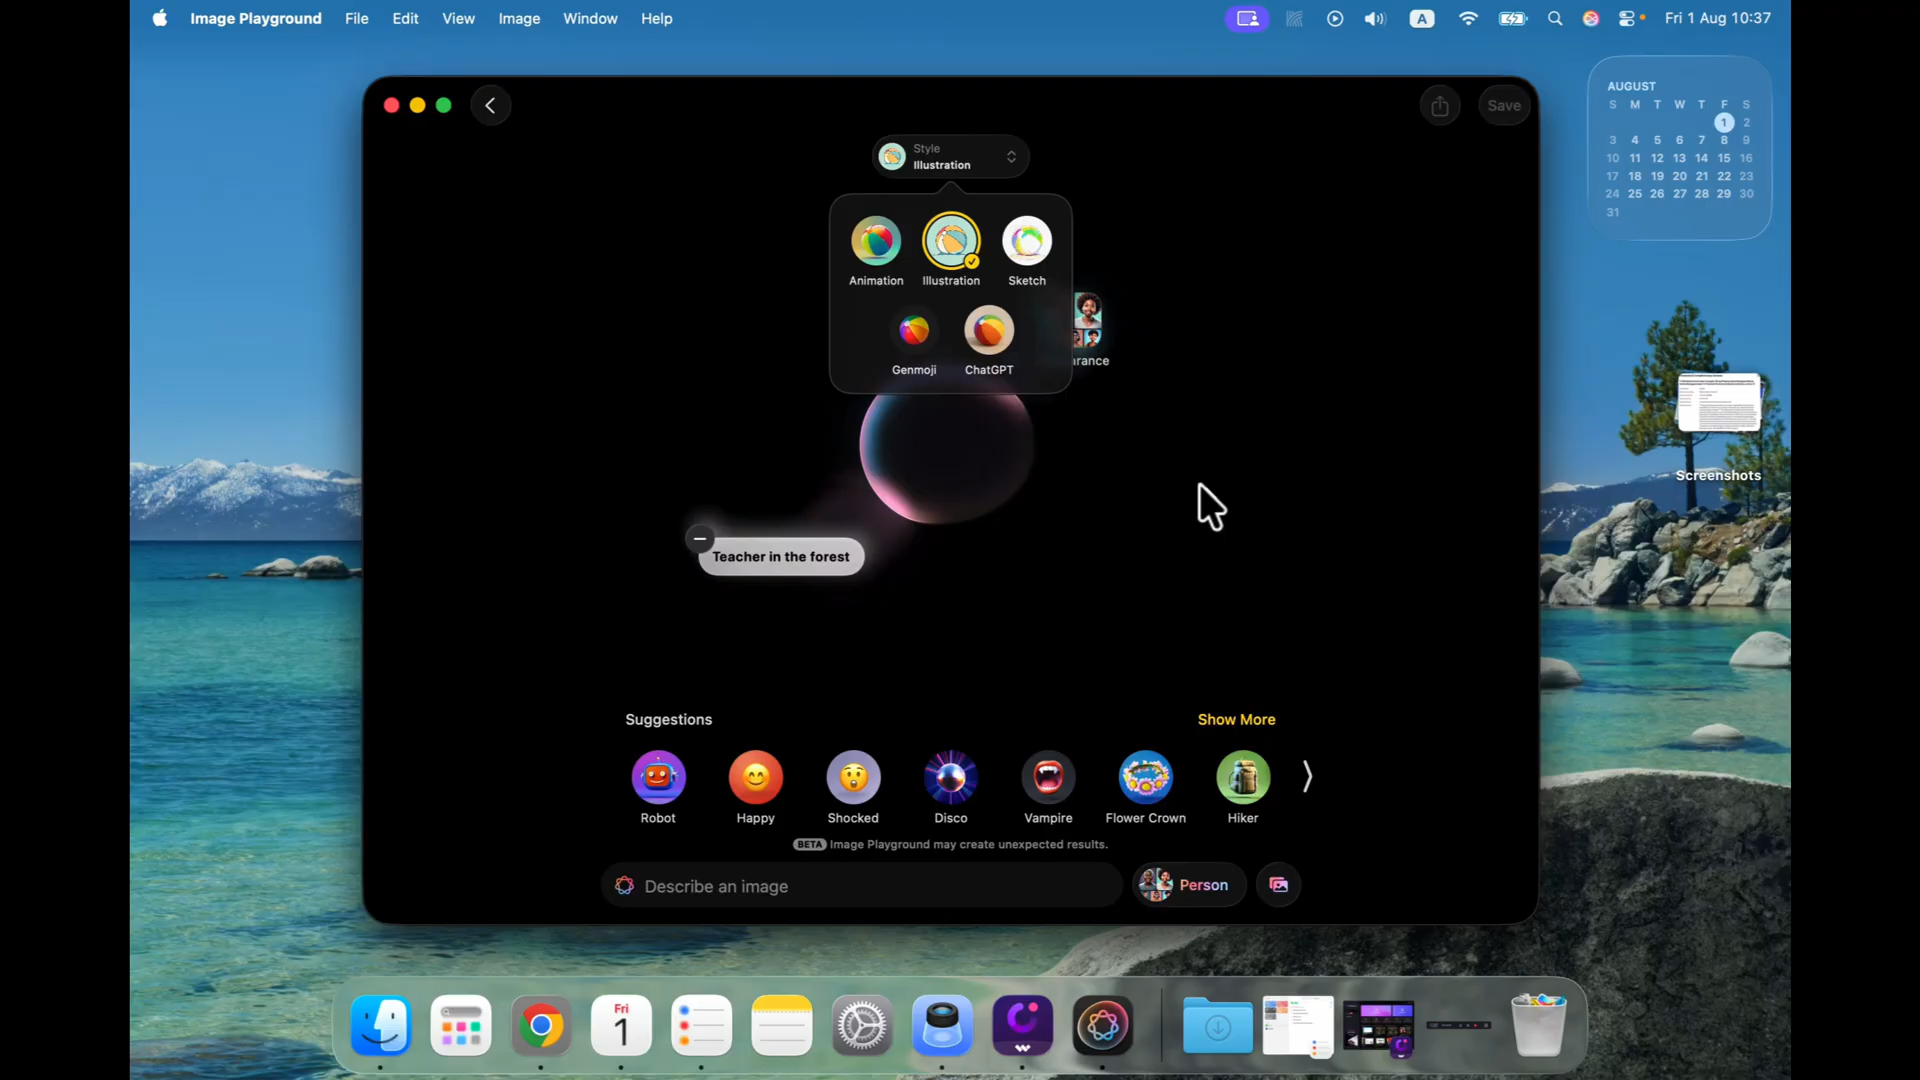 Image Playground File Edit View Image Window Help
A
Fri 1 Aug 10:37
AUGUST
S M T W T F S
1 2
3 4 5 6 7 8 9
10 11 12 13 14 15 16
17 18 19 20 21 22 23
24 25 26 27 28 29 30
31
Save
Style
Illustration
Animation Illustration Sketch
Genmoji ChatGPT
rance
Screenshots
Teacher in the forest
Suggestions
Show More
Robot Happy Shocked Disco Vampire Flower Crown Hiker
BETA Image Playground may create unexpected results.
Describe an image
Person
Fri
1